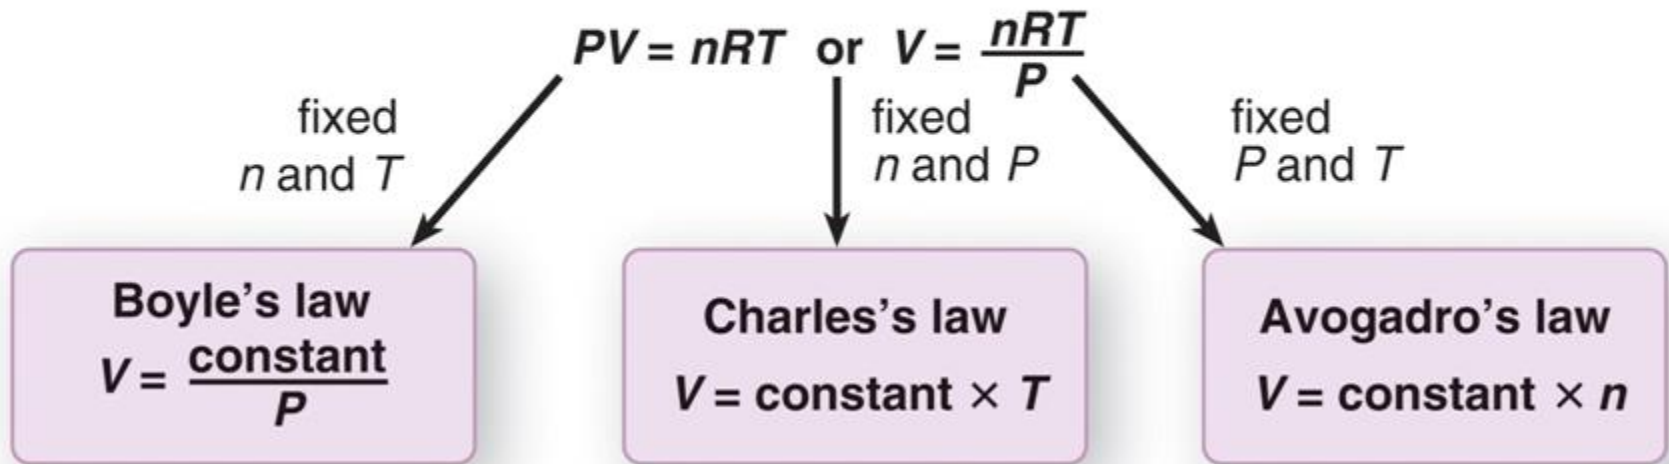 PV = nRT or V = nRT / P
fixed
n and T
fixed
n and P
fixed
P and T
Boyle's law
V = constant / P
Charles's law
V = constant × T
Avogadro's law
V = constant × n